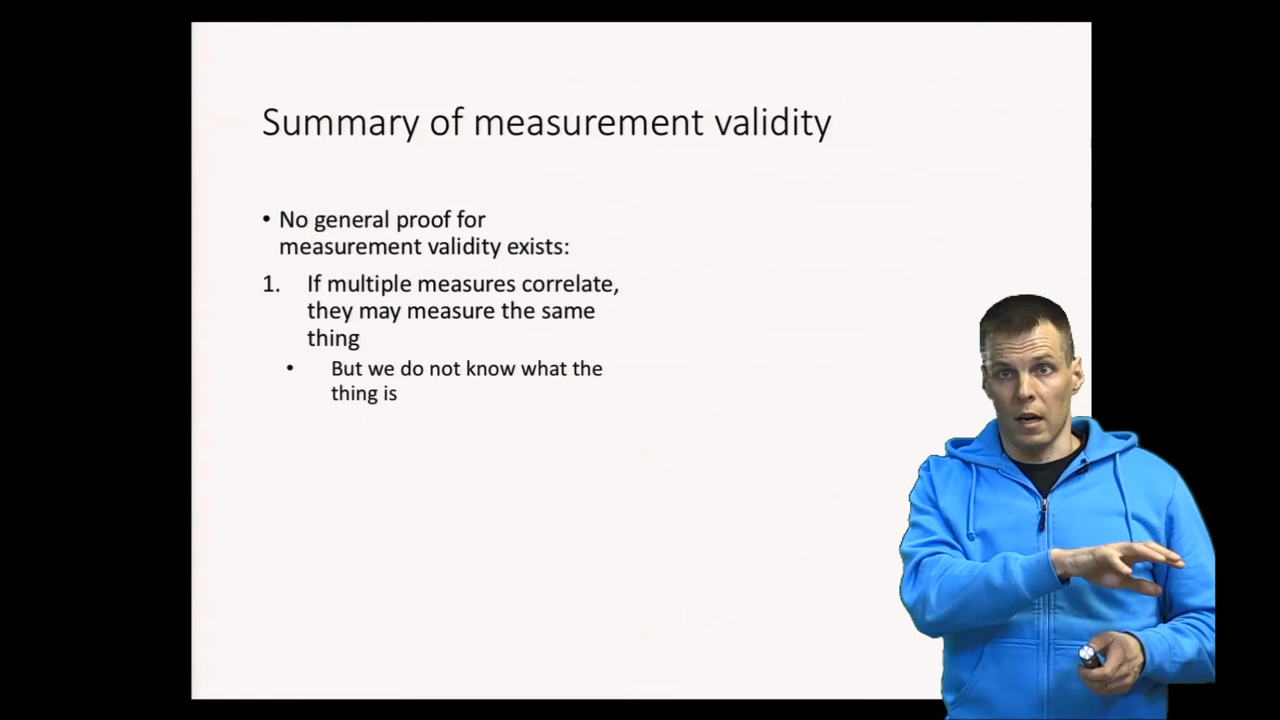 Summary of measurement validity
• No general proof for
measurement validity exists:
1. If multiple measures correlate,
they may measure the same
thing
• But we do not know what the
thing is